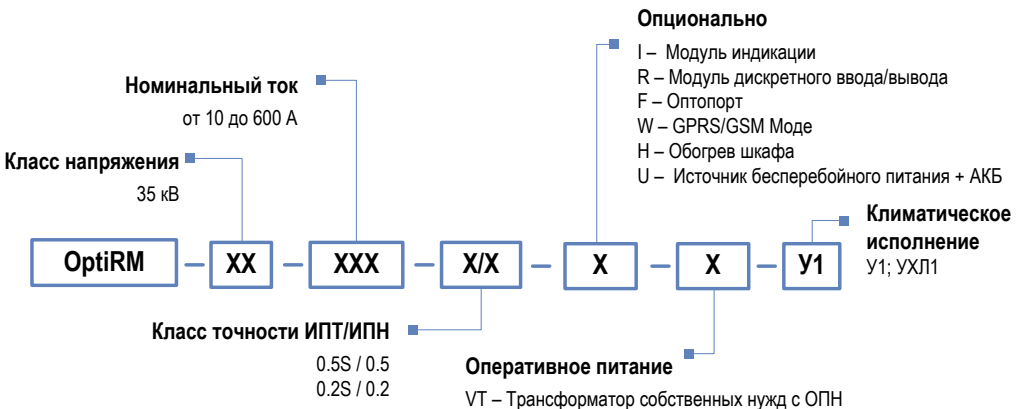 Опционально
I – Модуль индикации
R – Модуль дискретного ввода/вывода
F – Оптопорт
W – GPRS/GSM Моде
H – Обогрев шкафа
U – Источник бесперебойного питания + АКБ
Номинальный ток
от 10 до 600 А
Класс напряжения
35 кВ
Климатическое
исполнение
У1; УХЛ1
OptiRM – XX – XXX – X/X – X – X – У1
Класс точности ИПТ/ИПН
0.5S / 0.5
0.2S / 0.2
Оперативное питание
VT – Трансформатор собственных нужд с ОПН